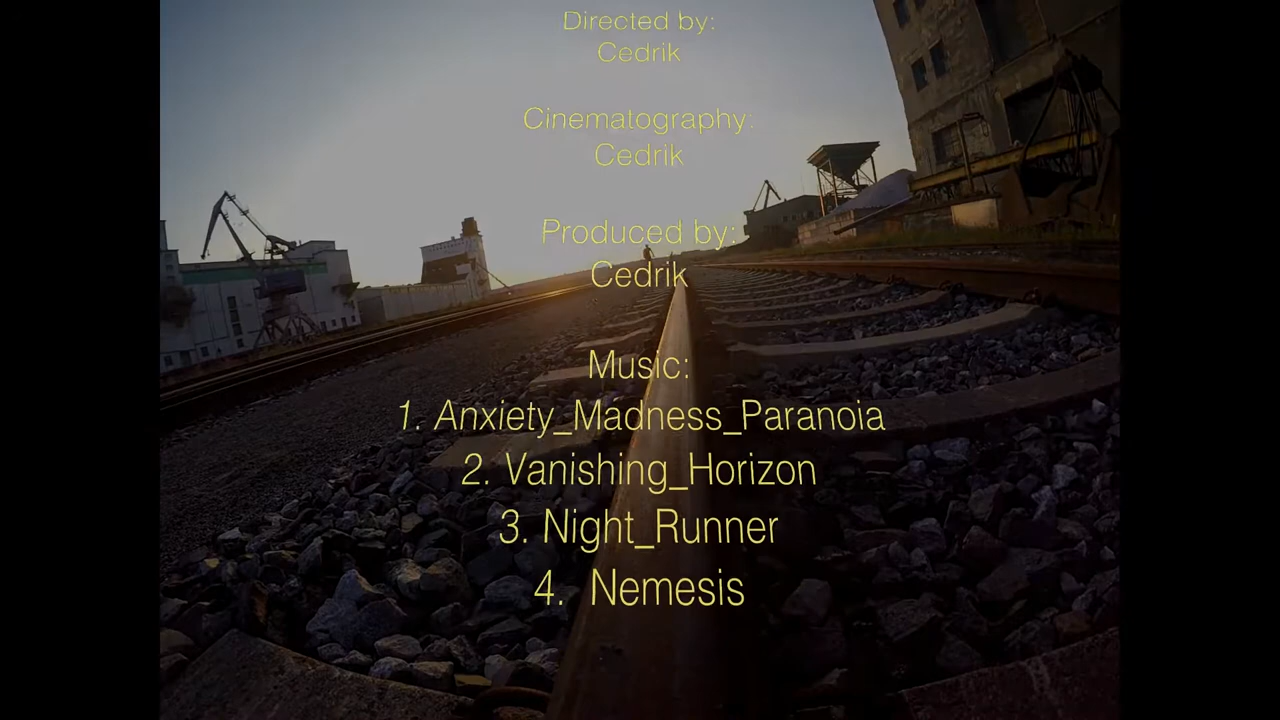 Directed by:
Cedrik
Cinematography:
Cedrik
Produced by:
Cedrik
Music:
1. Anxiety_Madness_Paranoia
2. Vanishing_Horizon
3. Night_Runner
4. Nemesis